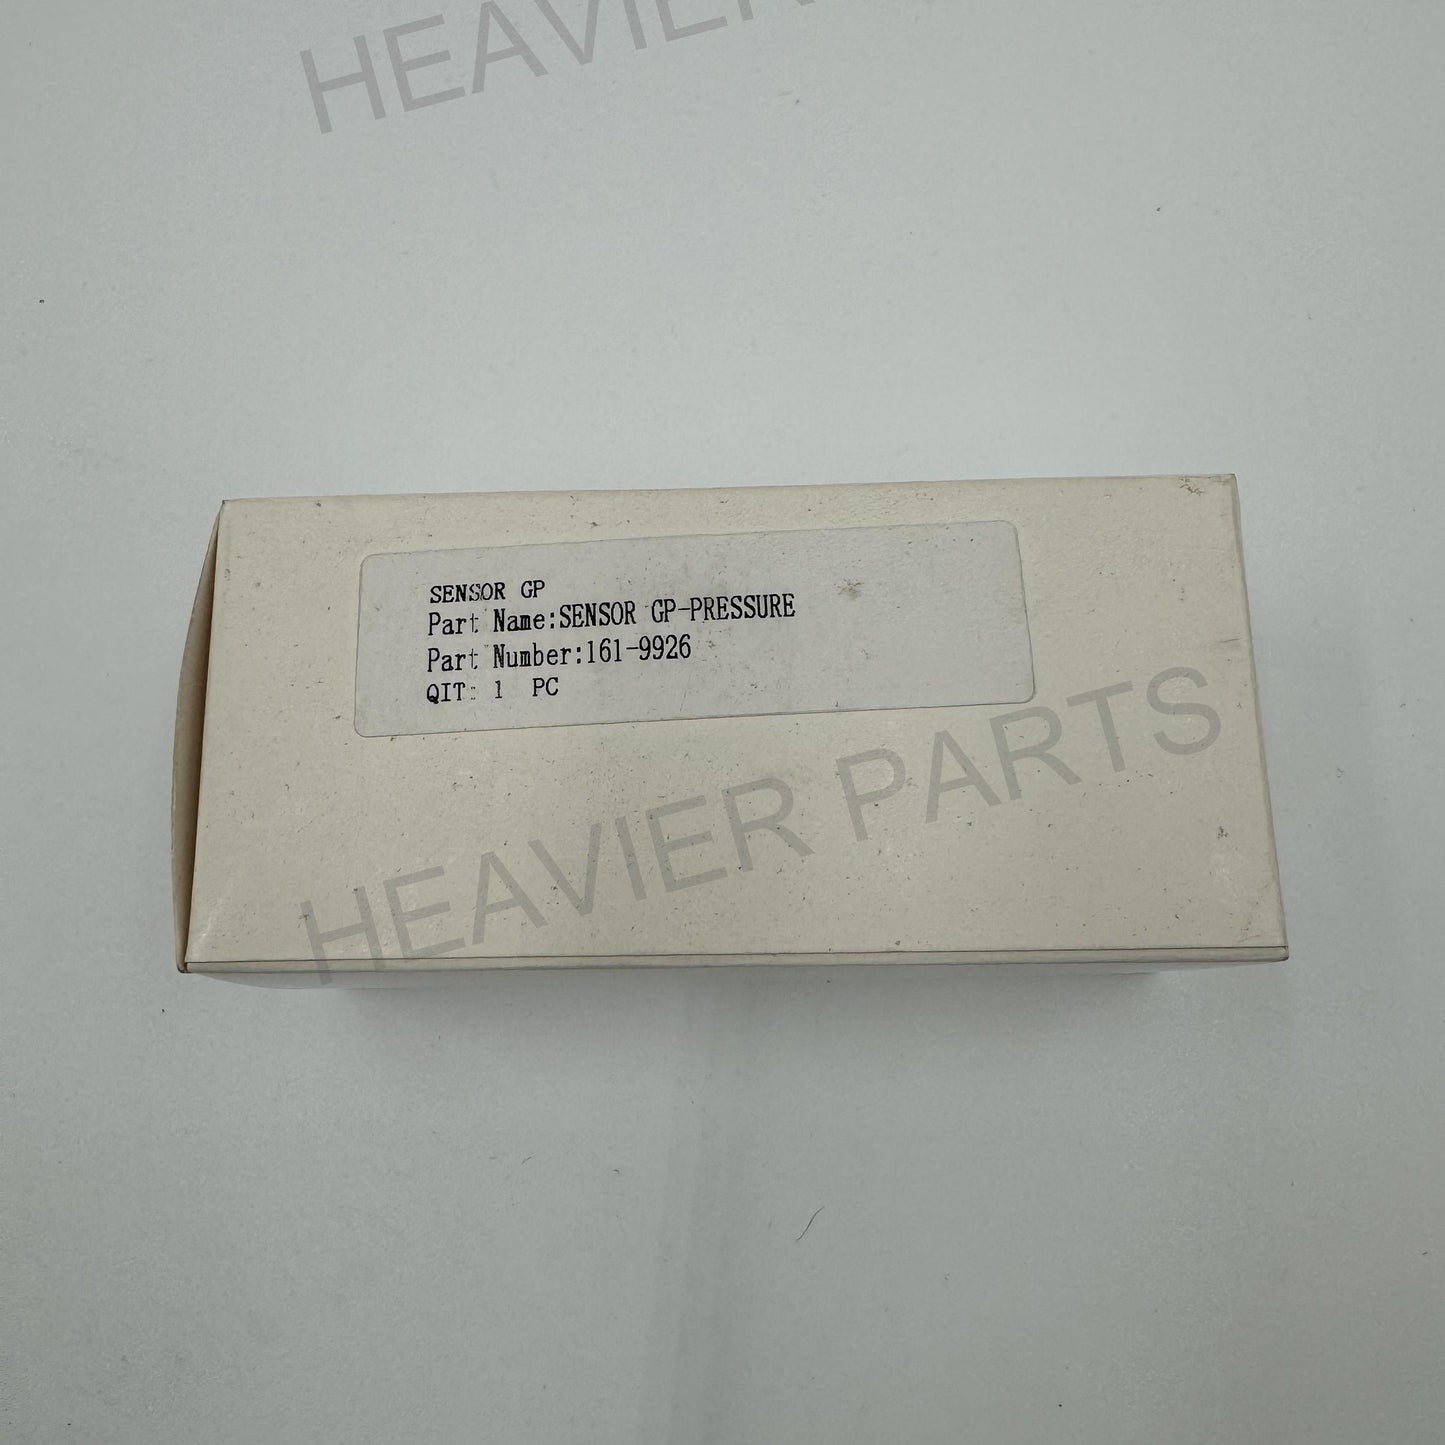 HEAVIER
SENSOR GP
Part Name:SENSOR GP-PRESSURE
Part Number:161-9926
QIT: 1 PC
HEAVIER PARTS